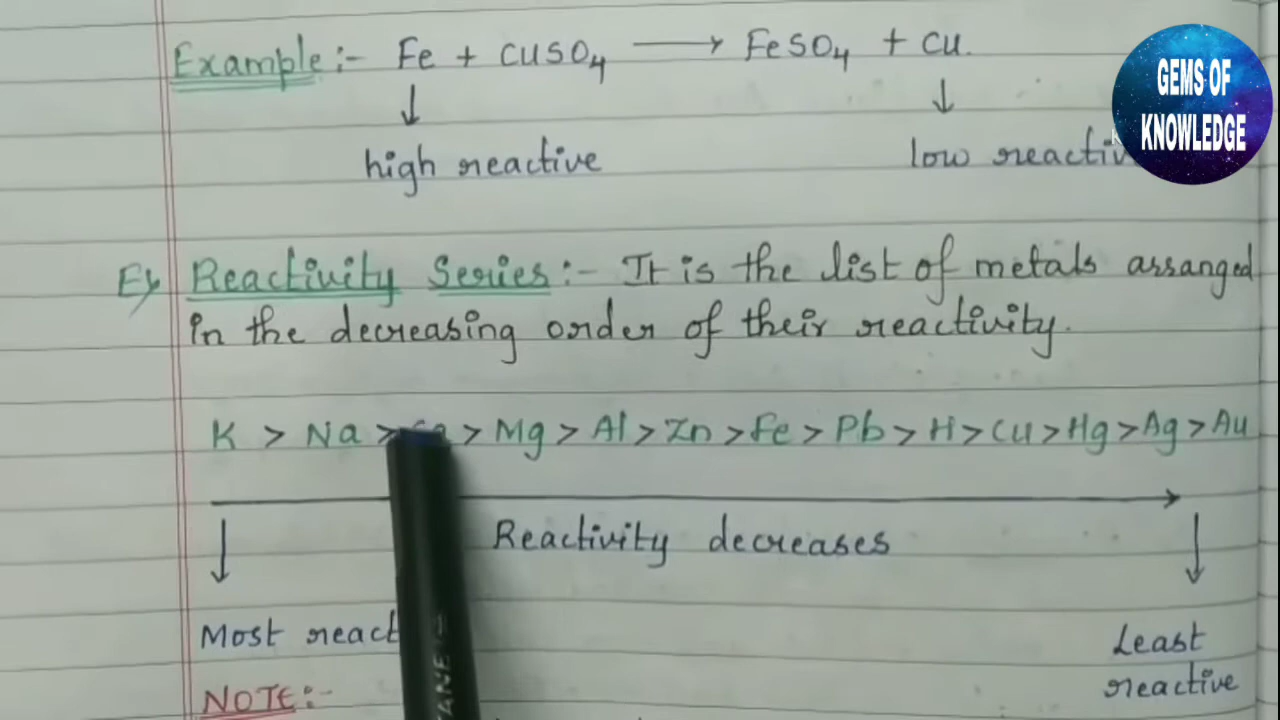 Example :- Fe + CuSO4 → FeSO4 + Cu.
GEMS OF
KNOWLEDGE
↓ ↓
high reactive low reactiv
Ex Reactivity Series :- It is the list of metals arranged
in the decreasing order of their reactivity.
K > Na > Ca > Mg > Al > Zn > Fe > Pb > H > Cu > Hg > Ag > Au
Reactivity decreases
↓ ↓
Most react Least
reactive
NOTE :-